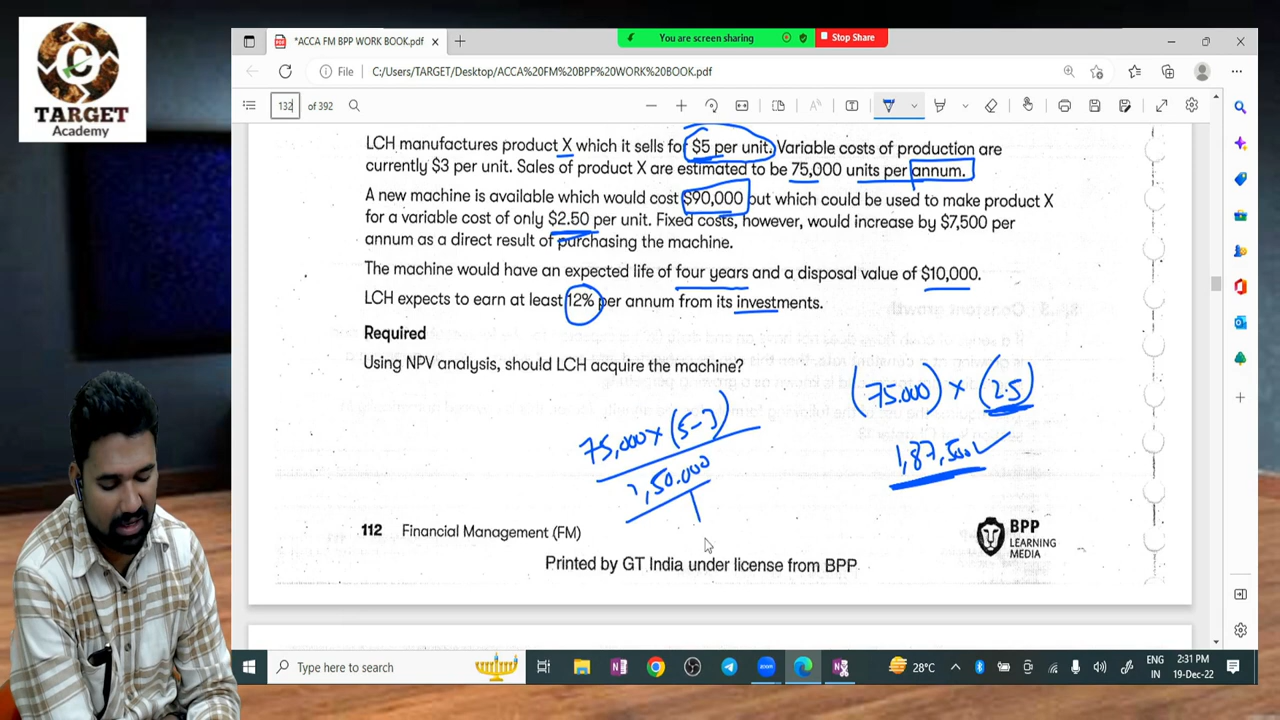 TARGET
Academy
*ACCA FM BPP WORK BOOK.pdf
You are screen sharing
Stop Share
File
C:/Users/TARGET/Desktop/ACCA%20FM%20BPP%20WORK%20BOOK.pdf
132 of 392
LCH manufactures product X which it sells for $5 per unit. Variable costs of production are
currently $3 per unit. Sales of product X are estimated to be 75,000 units per annum.
A new machine is available which would cost $90,000 but which could be used to make product X
for a variable cost of only $2.50 per unit. Fixed costs, however, would increase by $7,500 per
annum as a direct result of purchasing the machine.
The machine would have an expected life of four years and a disposal value of $10,000.
LCH expects to earn at least 12% per annum from its investments.
Required
Using NPV analysis, should LCH acquire the machine?
(75.000) × (2.5)
75,000 × (5-3)
1,87,500
1,50.000
112 Financial Management (FM)
BPP
LEARNING
MEDIA
Printed by GT India under license from BPP
Type here to search
28°C
ENG
IN
2:31 PM
19-Dec-22